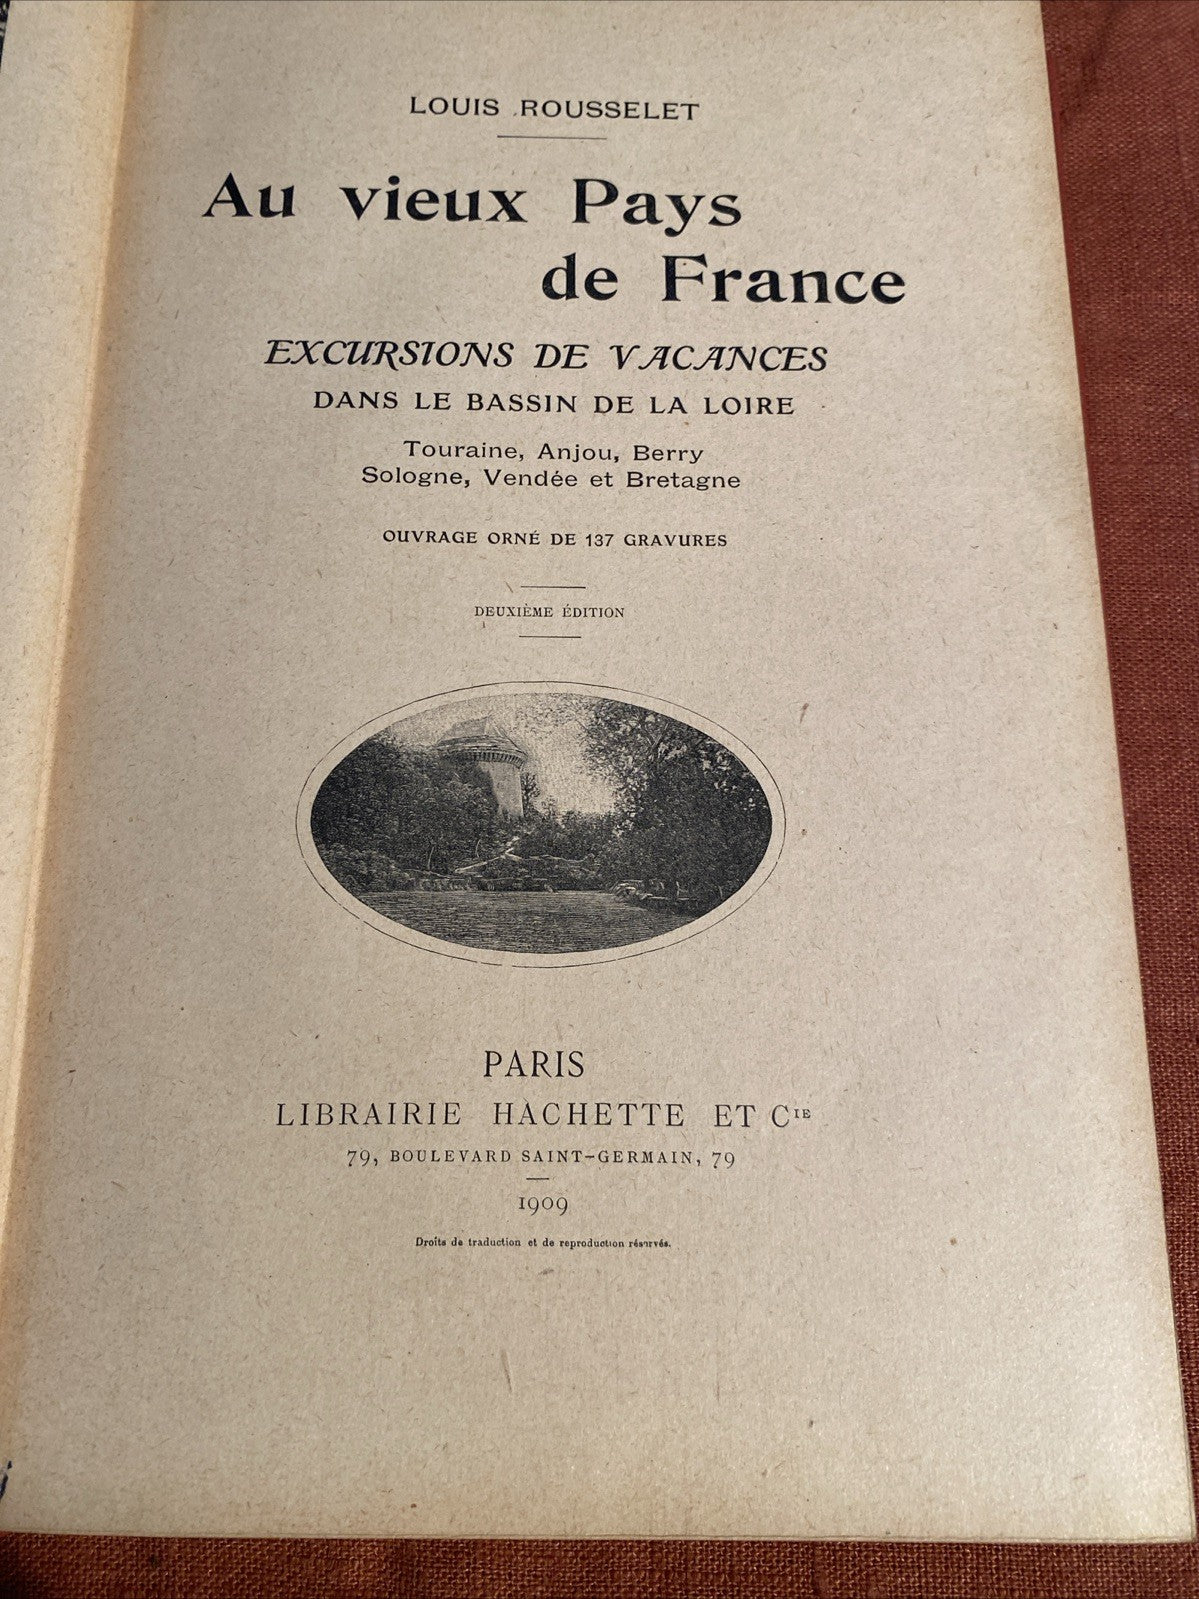 LOUIS ROUSSELET
Au vieux Pays
de France
EXCURSIONS DE VACANCES
DANS LE BASSIN DE LA LOIRE
Touraine, Anjou, Berry
Sologne, Vendée et Bretagne
OUVRAGE ORNÉ DE 137 GRAVURES
DEUXIÈME ÉDITION
PARIS
LIBRAIRIE HACHETTE ET CIE
79, BOULEVARD SAINT-GERMAIN, 79
1909
Droits de traduction et de reproduction réservés.